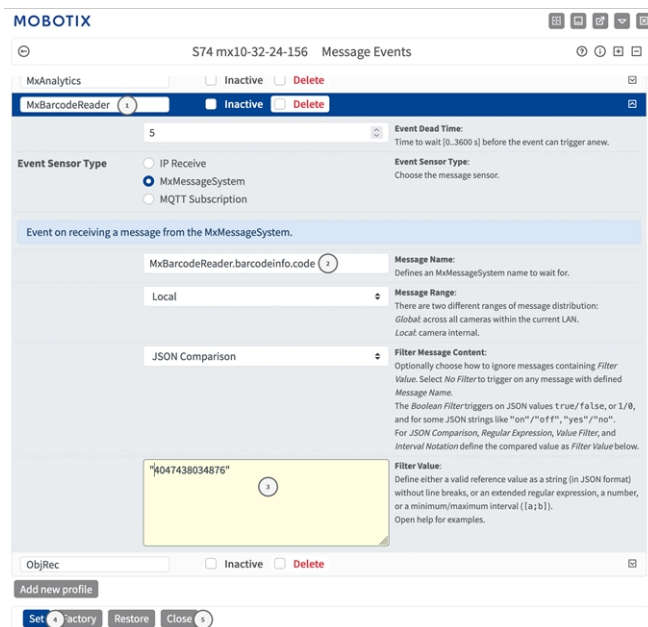 MOBOTIX
S74 mx10-32-24-156 Message Events
MxAnalytics Inactive Delete
MxBarcodeReader 1 Inactive Delete
5
Event Dead Time:
Time to wait [0..3600 s] before the event can trigger anew.
Event Sensor Type
IP Receive
MxMessageSystem
MQTT Subscription
Event Sensor Type:
Choose the message sensor.
Event on receiving a message from the MxMessageSystem.
MxBarcodeReader.barcodeinfo.code 2
Message Name:
Defines an MxMessageSystem name to wait for.
Local
Message Range:
There are two different ranges of message distribution:
Global: across all cameras within the current LAN.
Local: camera internal.
JSON Comparison
Filter Message Content:
Optionally choose how to ignore messages containing Filter
Value. Select No Filter to trigger on any message with defined
Message Name.
The Boolean Filter triggers on JSON values true/false, or 1/0,
and for some JSON strings like "on"/"off", "yes"/"no".
For JSON Comparison, Regular Expression, Value Filter, and
Interval Notation define the compared value as Filter Value below.
"4047438034876"
3
Filter Value:
Define either a valid reference value as a string (in JSON format)
without line breaks, or an extended regular expression, a number,
or a minimum/maximum interval ([a;b]).
Open help for examples.
ObjRec Inactive Delete
Add new profile
Set 4 Factory Restore Close 5